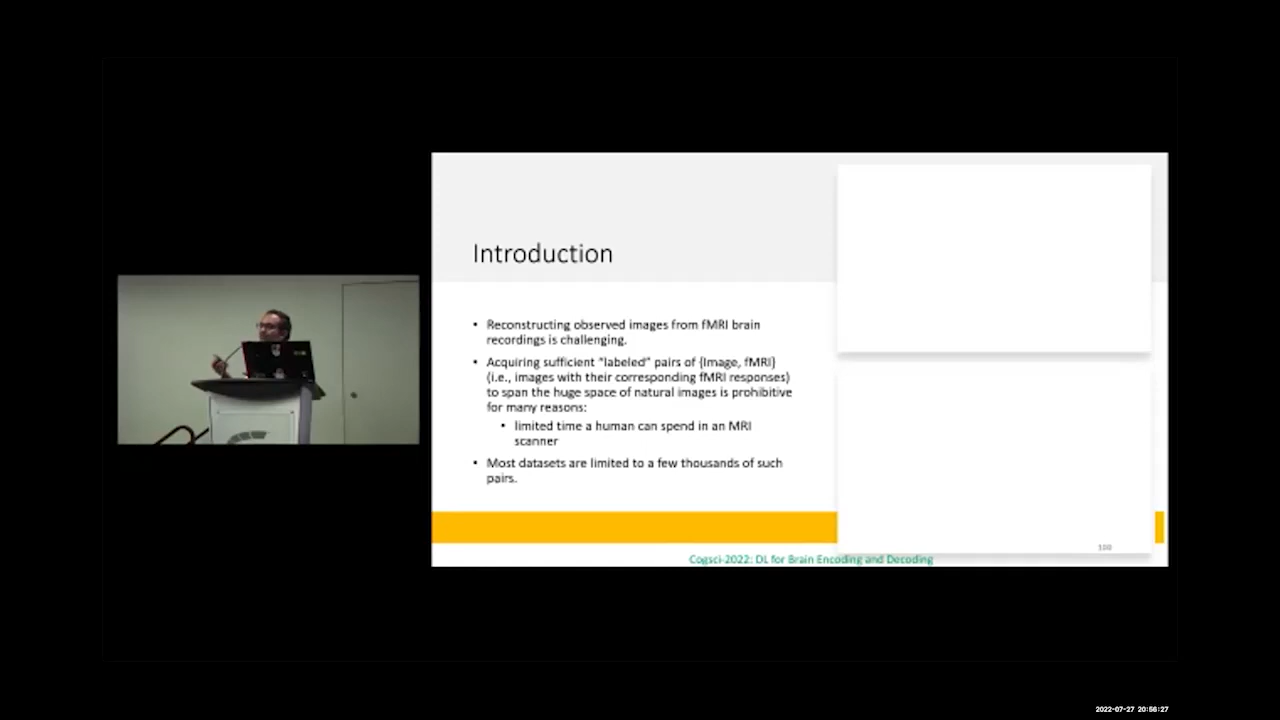 Introduction
• Reconstructing observed images from fMRI brain
recordings is challenging.
• Acquiring sufficient "labeled" pairs of {Image, fMRI}
(i.e., images with their corresponding fMRI responses)
to span the huge space of natural images is prohibitive
for many reasons:
• limited time a human can spend in an MRI
scanner
• Most datasets are limited to a few thousands of such
pairs.
Cogsci-2022: DL for Brain Encoding and Decoding
2022-07-27 20:56:27